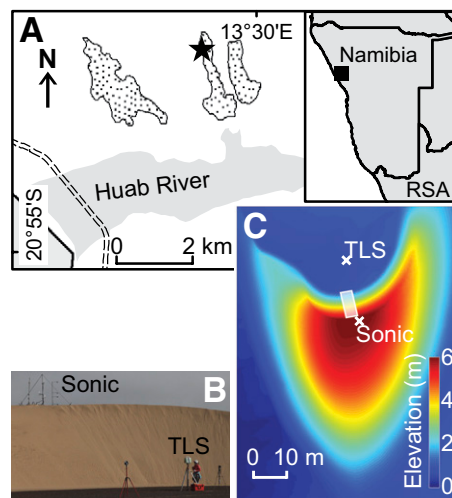 A
13°30'E
N
Namibia
RSA
Huab River
20°55'S
0 2 km
C
TLS
Sonic
Elevation (m)
6
4
2
0
0 10 m
B
Sonic
TLS